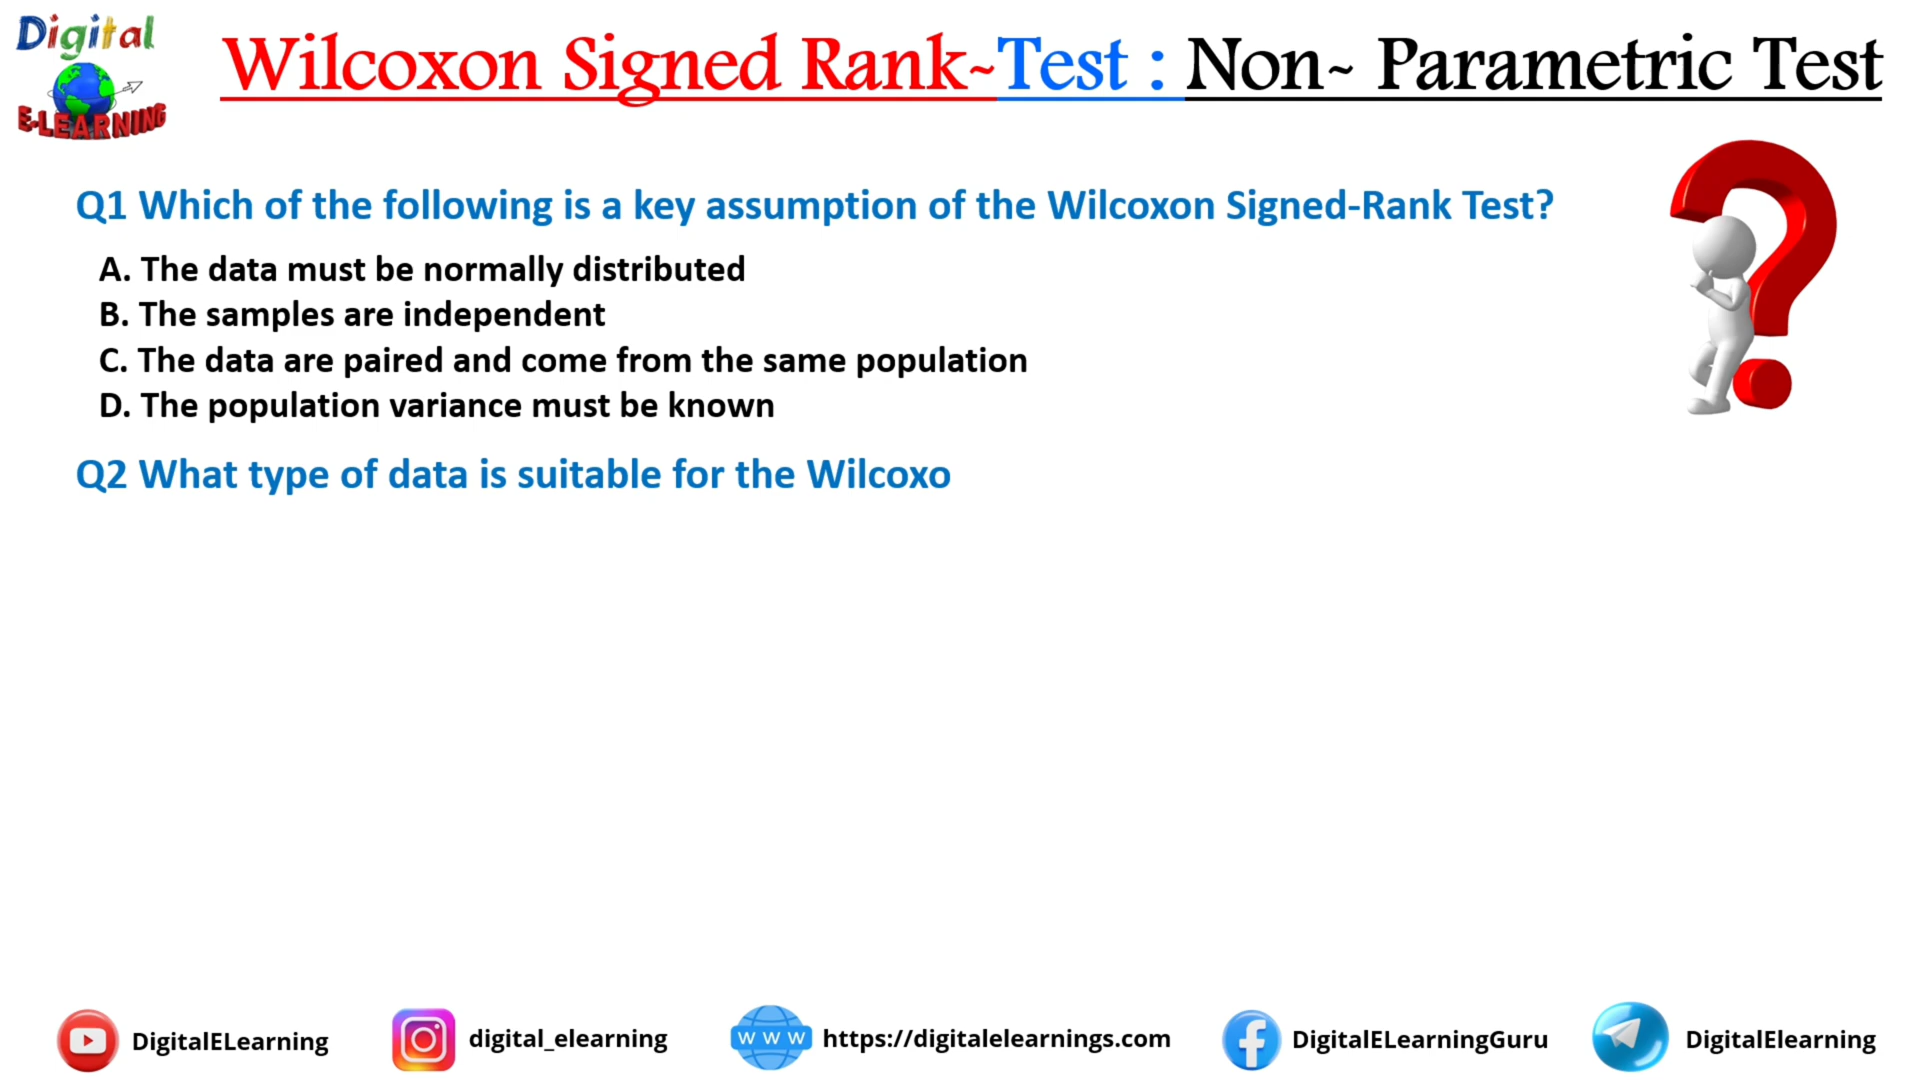 Digital
E-LEARNING
Wilcoxon Signed Rank-Test : Non- Parametric Test
Q1 Which of the following is a key assumption of the Wilcoxon Signed-Rank Test?
A. The data must be normally distributed
B. The samples are independent
C. The data are paired and come from the same population
D. The population variance must be known
Q2 What type of data is suitable for the Wilcoxo
DigitalELearning
digital_elearning
W W W
https://digitalelearnings.com
DigitalELearningGuru
DigitalElearning